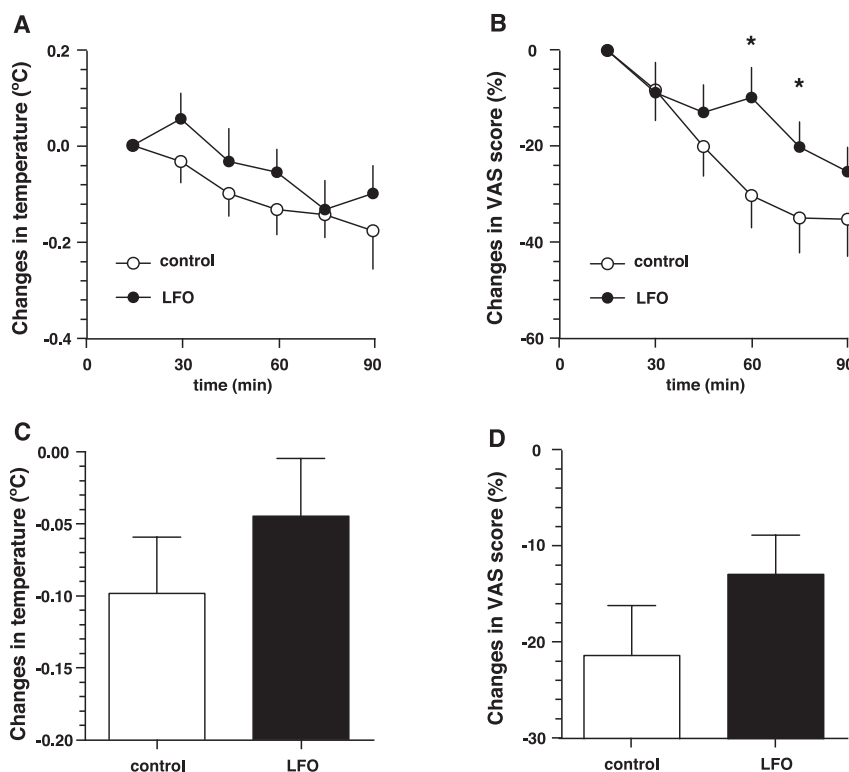 A
Changes in temperature (ºC)
0.2
0.0
-0.2
-0.4
control
LFO
0
30
60
90
time (min)
B
Changes in VAS score (%)
0
-20
-40
-60
*
*
control
LFO
0
30
60
90
time (min)
C
Changes in temperature (ºC)
0.00
-0.05
-0.10
-0.15
-0.20
control
LFO
D
Changes in VAS score (%)
0
-10
-20
-30
control
LFO